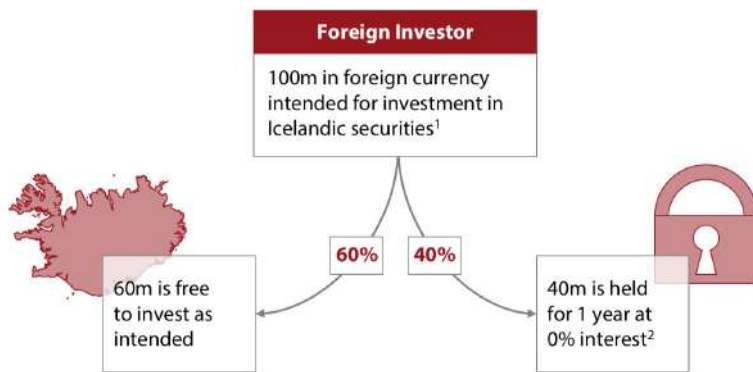 Foreign Investor
100m in foreign currency
intended for investment in
Icelandic securities¹
60%
40%
60m is free
to invest as
intended
40m is held
for 1 year at
0% interest²